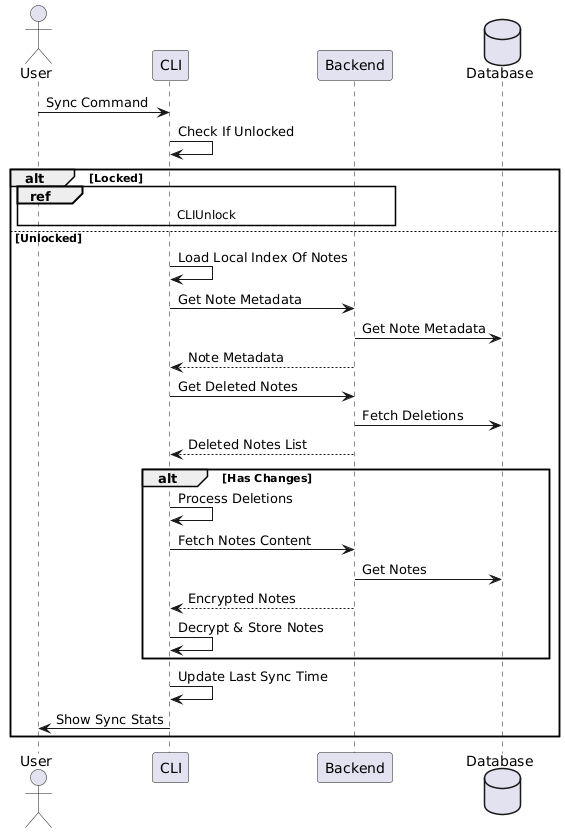 User
CLI
Backend
Database
Sync Command
Check If Unlocked
alt
[Locked]
ref
CLIUnlock
[Unlocked]
Load Local Index Of Notes
Get Note Metadata
Get Note Metadata
Note Metadata
Get Deleted Notes
Fetch Deletions
Deleted Notes List
alt
[Has Changes]
Process Deletions
Fetch Notes Content
Get Notes
Encrypted Notes
Decrypt & Store Notes
Update Last Sync Time
Show Sync Stats
User
CLI
Backend
Database